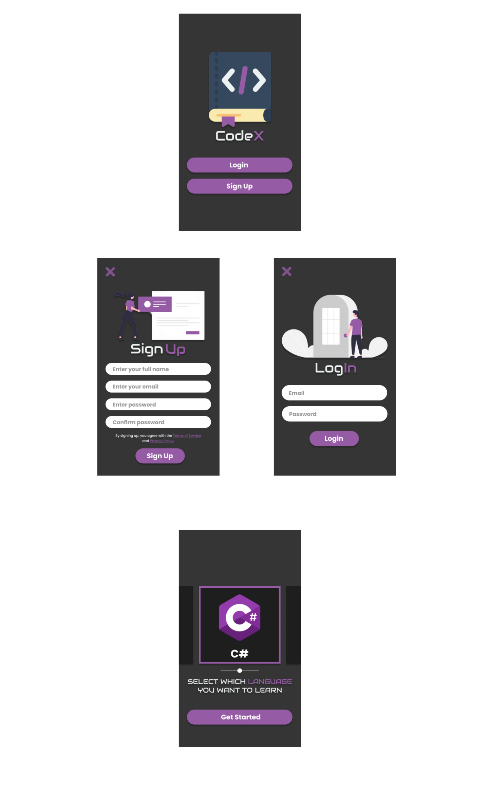 </>
CodeX
Login
Sign Up
Sign Up
Enter your full name
Enter your email
Enter password
Confirm password
By signing up, you agree with the Terms of Service
and Privacy Policy
Sign Up
LogIn
Email
Password
Login
C#
C#
SELECT WHICH LANGUAGE
YOU WANT TO LEARN
Get Started